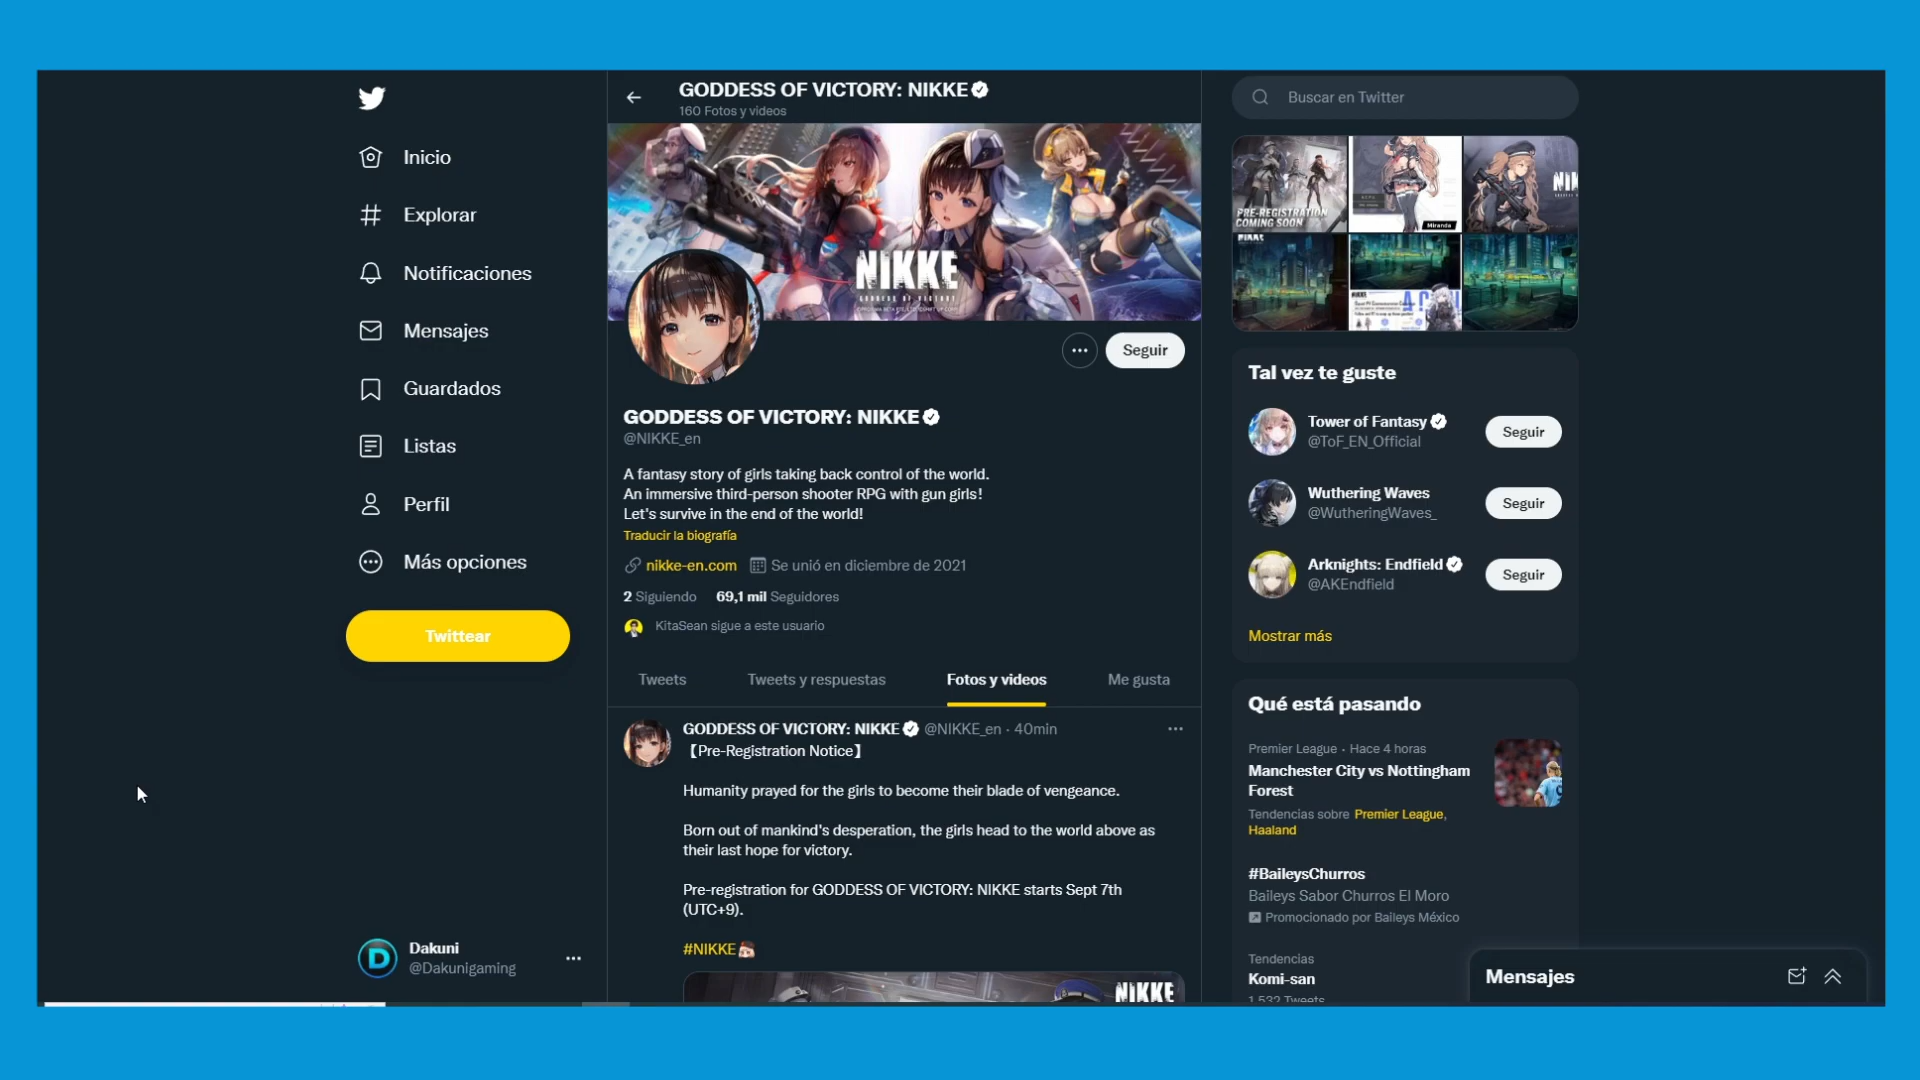 Inicio
Explorar
Notificaciones
Mensajes
Guardados
Listas
Perfil
Más opciones
Twittear
Dakuni
@Dakunigaming
GODDESS OF VICTORY: NIKKE
160 Fotos y videos
NIKKE
GODDESS OF VICTORY
Seguir
GODDESS OF VICTORY: NIKKE
@NIKKE_en
A fantasy story of girls taking back control of the world.
An immersive third-person shooter RPG with gun girls!
Let's survive in the end of the world!
Traducir la biografía
nikke-en.com Se unió en diciembre de 2021
2 Siguiendo 69,1 mil Seguidores
KitaSean sigue a este usuario
Tweets Tweets y respuestas Fotos y videos Me gusta
GODDESS OF VICTORY: NIKKE @NIKKE_en · 40min
【Pre-Registration Notice】
Humanity prayed for the girls to become their blade of vengeance.
Born out of mankind's desperation, the girls head to the world above as
their last hope for victory.
Pre-registration for GODDESS OF VICTORY: NIKKE starts Sept 7th
(UTC+9).
#NIKKE
NIKKE
Buscar en Twitter
PRE-REGISTRATION
COMING SOON
Miranda
NIK
NIKKE
Tal vez te guste
Tower of Fantasy
@ToF_EN_Official
Seguir
Wuthering Waves
@WutheringWaves_
Seguir
Arknights: Endfield
@AKEndfield
Seguir
Mostrar más
Qué está pasando
Premier League · Hace 4 horas
Manchester City vs Nottingham
Forest
Tendencias sobre Premier League,
Haaland
#BaileysChurros
Baileys Sabor Churros El Moro
Promocionado por Baileys México
Tendencias
Komi-san
1.532 Tweets
Mensajes